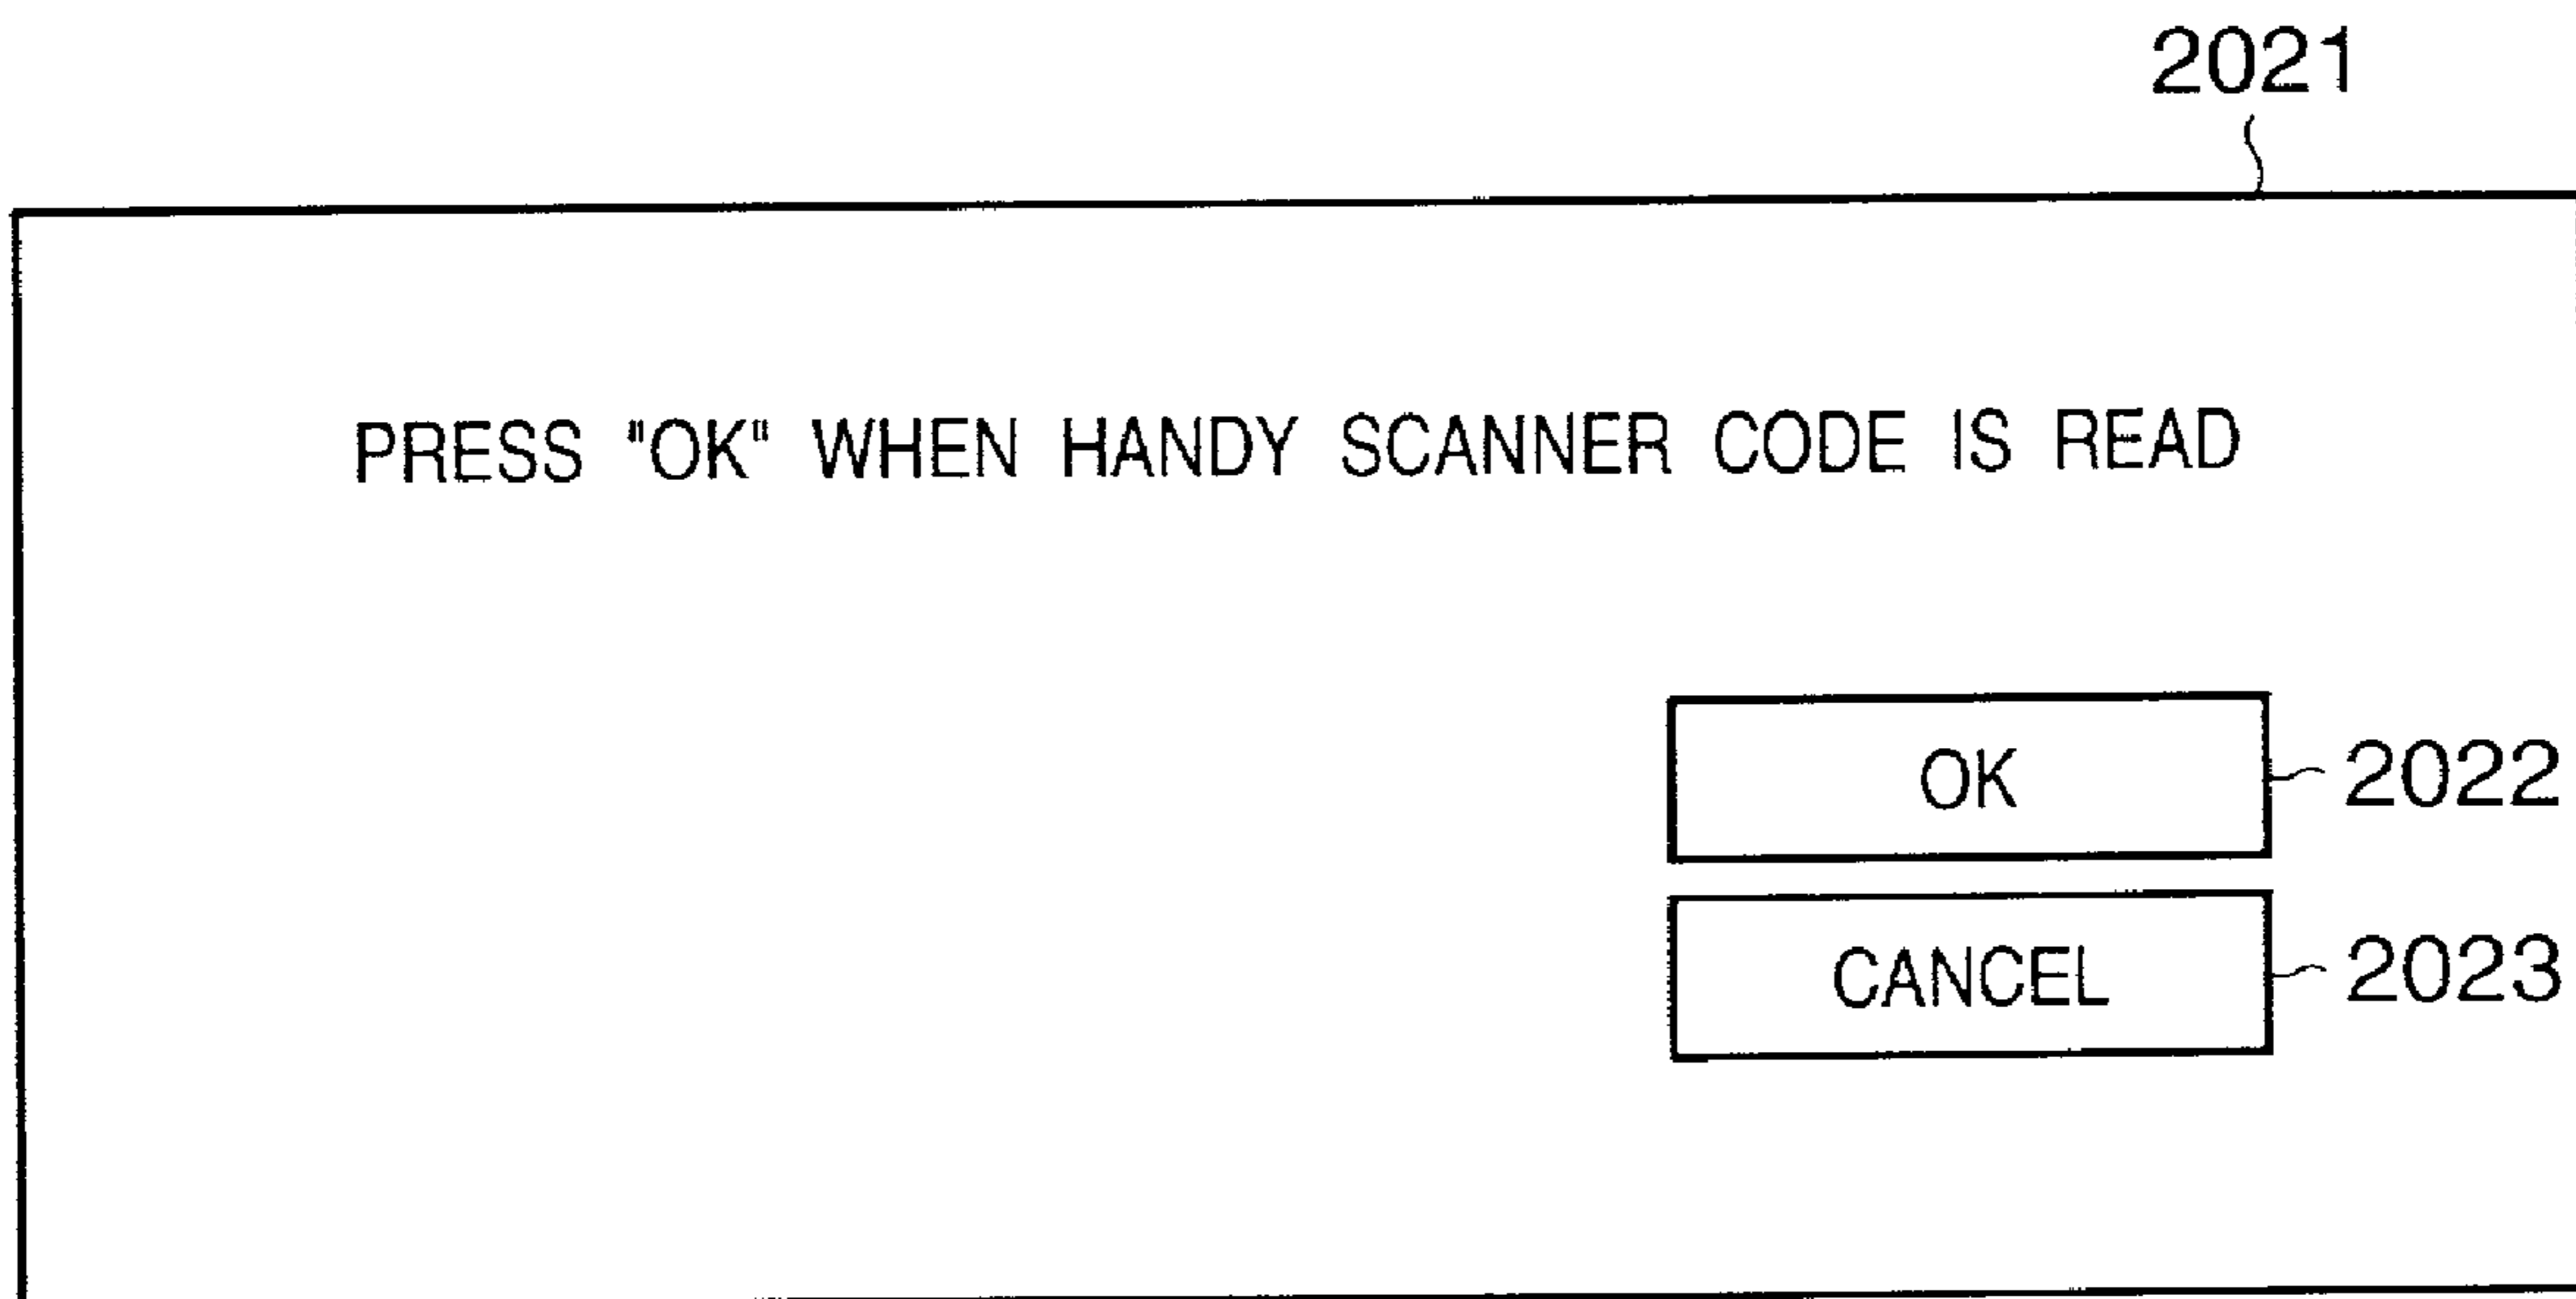 2021
PRESS "OK" WHEN HANDY SCANNER CODE IS READ
OK
2022
CANCEL
2023